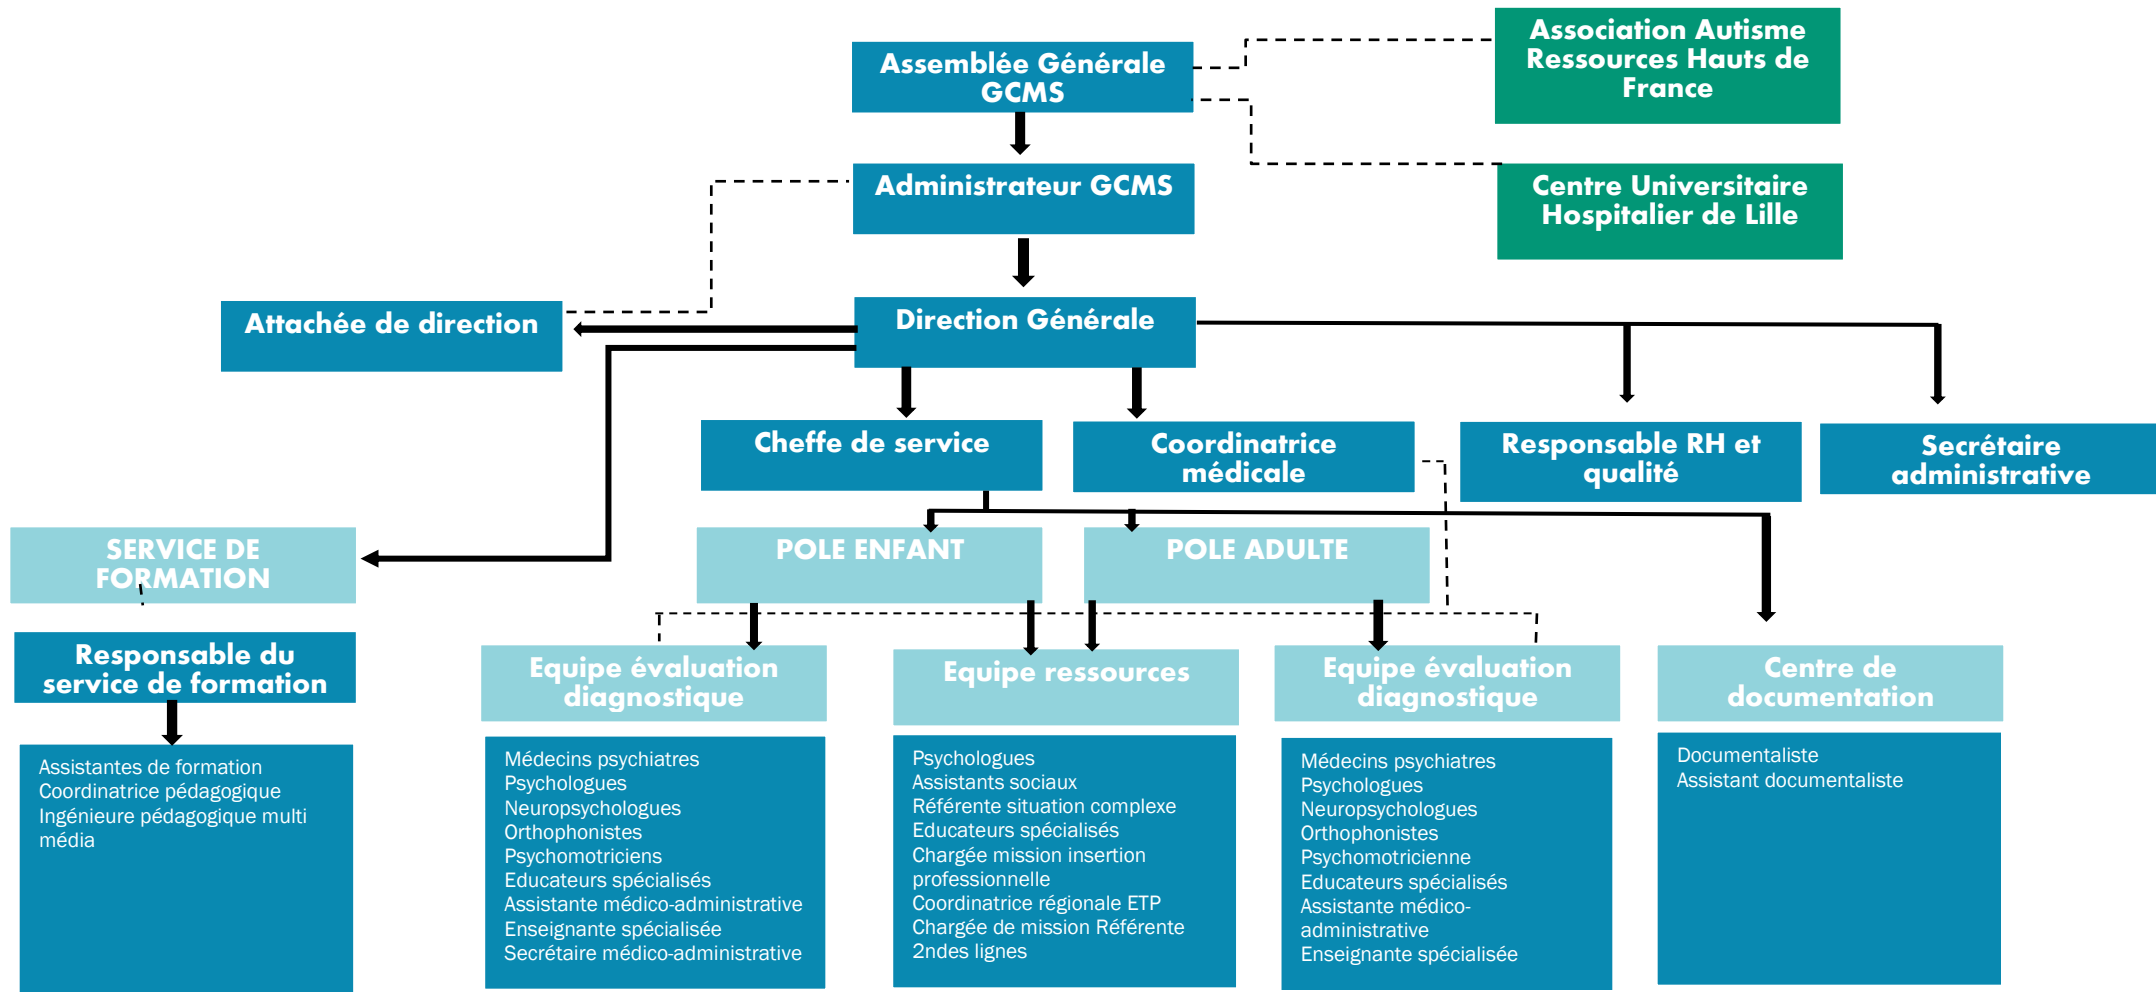 Association Autisme
Ressources Hauts de
France
Assemblée Générale
GCMS
Administrateur GCMS
Centre Universitaire
Hospitalier de Lille
Attachée de direction
Direction Générale
Cheffe de service
Coordinatrice
médicale
Responsable RH et
qualité
Secrétaire
administrative
SERVICE DE
FORMATION
POLE ENFANT
POLE ADULTE
Responsable du
service de formation
Equipe évaluation
diagnostique
Equipe ressources
Equipe évaluation
diagnostique
Centre de
documentation
Assistantes de formation
Coordinatrice pédagogique
Ingénieure pédagogique multi
média
Médecins psychiatres
Psychologues
Neuropsychologues
Orthophonistes
Psychomotriciens
Educateurs spécialisés
Assistante médico-administrative
Enseignante spécialisée
Secrétaire médico-administrative
Psychologues
Assistants sociaux
Référente situation complexe
Educateurs spécialisés
Chargée mission insertion
professionnelle
Coordinatrice régionale ETP
Chargée de mission Référente
2ndes lignes
Médecins psychiatres
Psychologues
Neuropsychologues
Orthophonistes
Psychomotricienne
Educateurs spécialisés
Assistante médico-
administrative
Enseignante spécialisée
Documentaliste
Assistant documentaliste